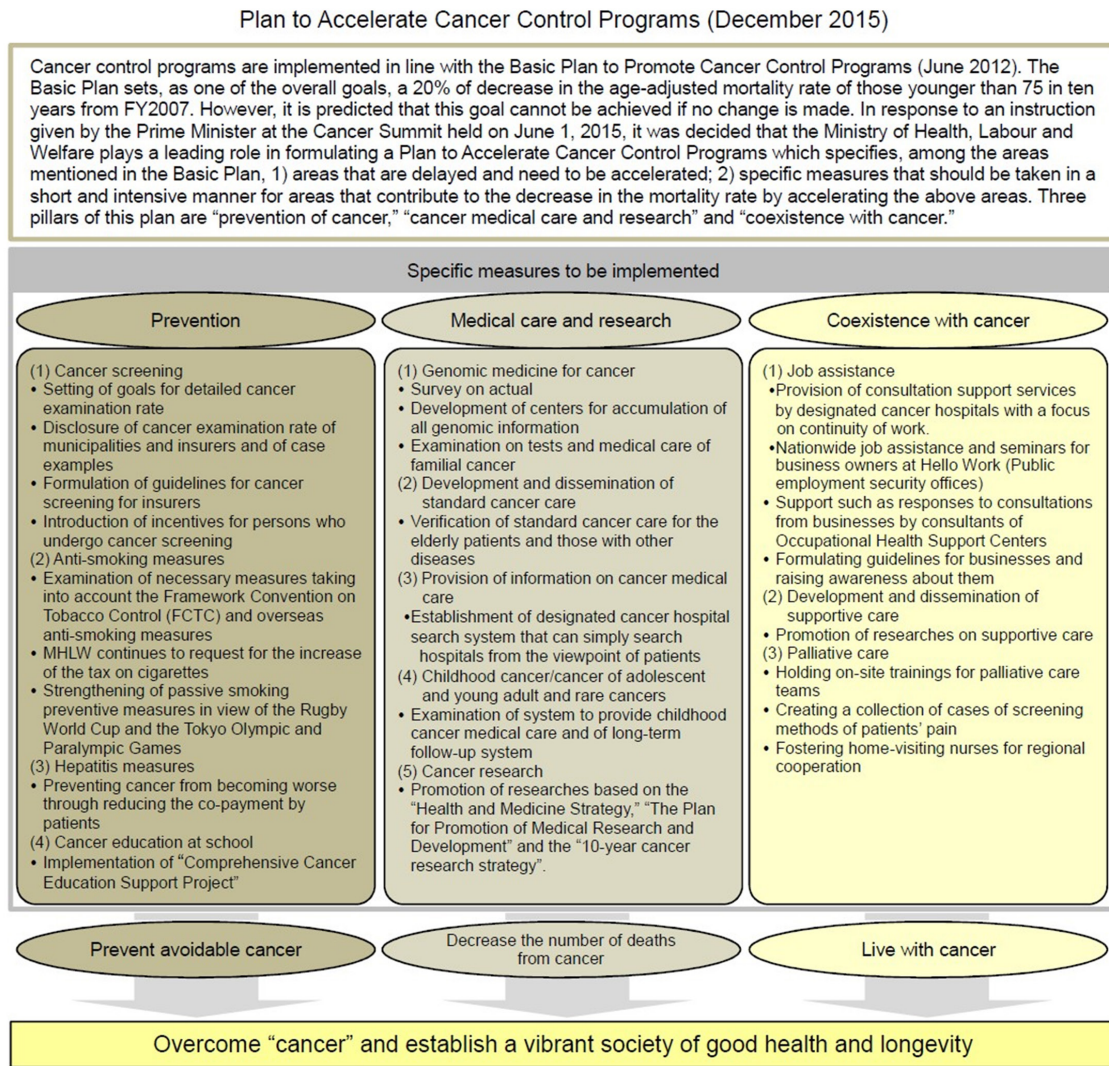 Plan to Accelerate Cancer Control Programs (December 2015)
Cancer control programs are implemented in line with the Basic Plan to Promote Cancer Control Programs (June 2012). The
Basic Plan sets, as one of the overall goals, a 20% of decrease in the age-adjusted mortality rate of those younger than 75 in ten
years from FY2007. However, it is predicted that this goal cannot be achieved if no change is made. In response to an instruction
given by the Prime Minister at the Cancer Summit held on June 1, 2015, it was decided that the Ministry of Health, Labour and
Welfare plays a leading role in formulating a Plan to Accelerate Cancer Control Programs which specifies, among the areas
mentioned in the Basic Plan, 1) areas that are delayed and need to be accelerated; 2) specific measures that should be taken in a
short and intensive manner for areas that contribute to the decrease in the mortality rate by accelerating the above areas. Three
pillars of this plan are “prevention of cancer,” “cancer medical care and research” and “coexistence with cancer.”
Specific measures to be implemented
Prevention
(1) Cancer screening
• Setting of goals for detailed cancer
examination rate
• Disclosure of cancer examination rate of
municipalities and insurers and of case
examples
• Formulation of guidelines for cancer
screening for insurers
• Introduction of incentives for persons who
undergo cancer screening
(2) Anti-smoking measures
• Examination of necessary measures taking
into account the Framework Convention on
Tobacco Control (FCTC) and overseas
anti-smoking measures
• MHLW continues to request for the increase
of the tax on cigarettes
• Strengthening of passive smoking
preventive measures in view of the Rugby
World Cup and the Tokyo Olympic and
Paralympic Games
(3) Hepatitis measures
• Preventing cancer from becoming worse
through reducing the co-payment by
patients
(4) Cancer education at school
• Implementation of “Comprehensive Cancer
Education Support Project”
Medical care and research
(1) Genomic medicine for cancer
• Survey on actual
• Development of centers for accumulation of
all genomic information
• Examination on tests and medical care of
familial cancer
(2) Development and dissemination of
standard cancer care
• Verification of standard cancer care for the
elderly patients and those with other
diseases
(3) Provision of information on cancer medical
care
• Establishment of designated cancer hospital
search system that can simply search
hospitals from the viewpoint of patients
(4) Childhood cancer/cancer of adolescent
and young adult and rare cancers
• Examination of system to provide childhood
cancer medical care and of long-term
follow-up system
(5) Cancer research
• Promotion of researches based on the
“Health and Medicine Strategy,” “The Plan
for Promotion of Medical Research and
Development” and the “10-year cancer
research strategy”.
Coexistence with cancer
(1) Job assistance
•Provision of consultation support services
by designated cancer hospitals with a focus
on continuity of work.
•Nationwide job assistance and seminars for
business owners at Hello Work (Public
employment security offices)
• Support such as responses to consultations
from businesses by consultants of
Occupational Health Support Centers
• Formulating guidelines for businesses and
raising awareness about them
(2) Development and dissemination of
supportive care
• Promotion of researches on supportive care
(3) Palliative care
• Holding on-site trainings for palliative care
teams
• Creating a collection of cases of screening
methods of patients’ pain
• Fostering home-visiting nurses for regional
cooperation
Prevent avoidable cancer
Decrease the number of deaths
from cancer
Live with cancer
Overcome “cancer” and establish a vibrant society of good health and longevity